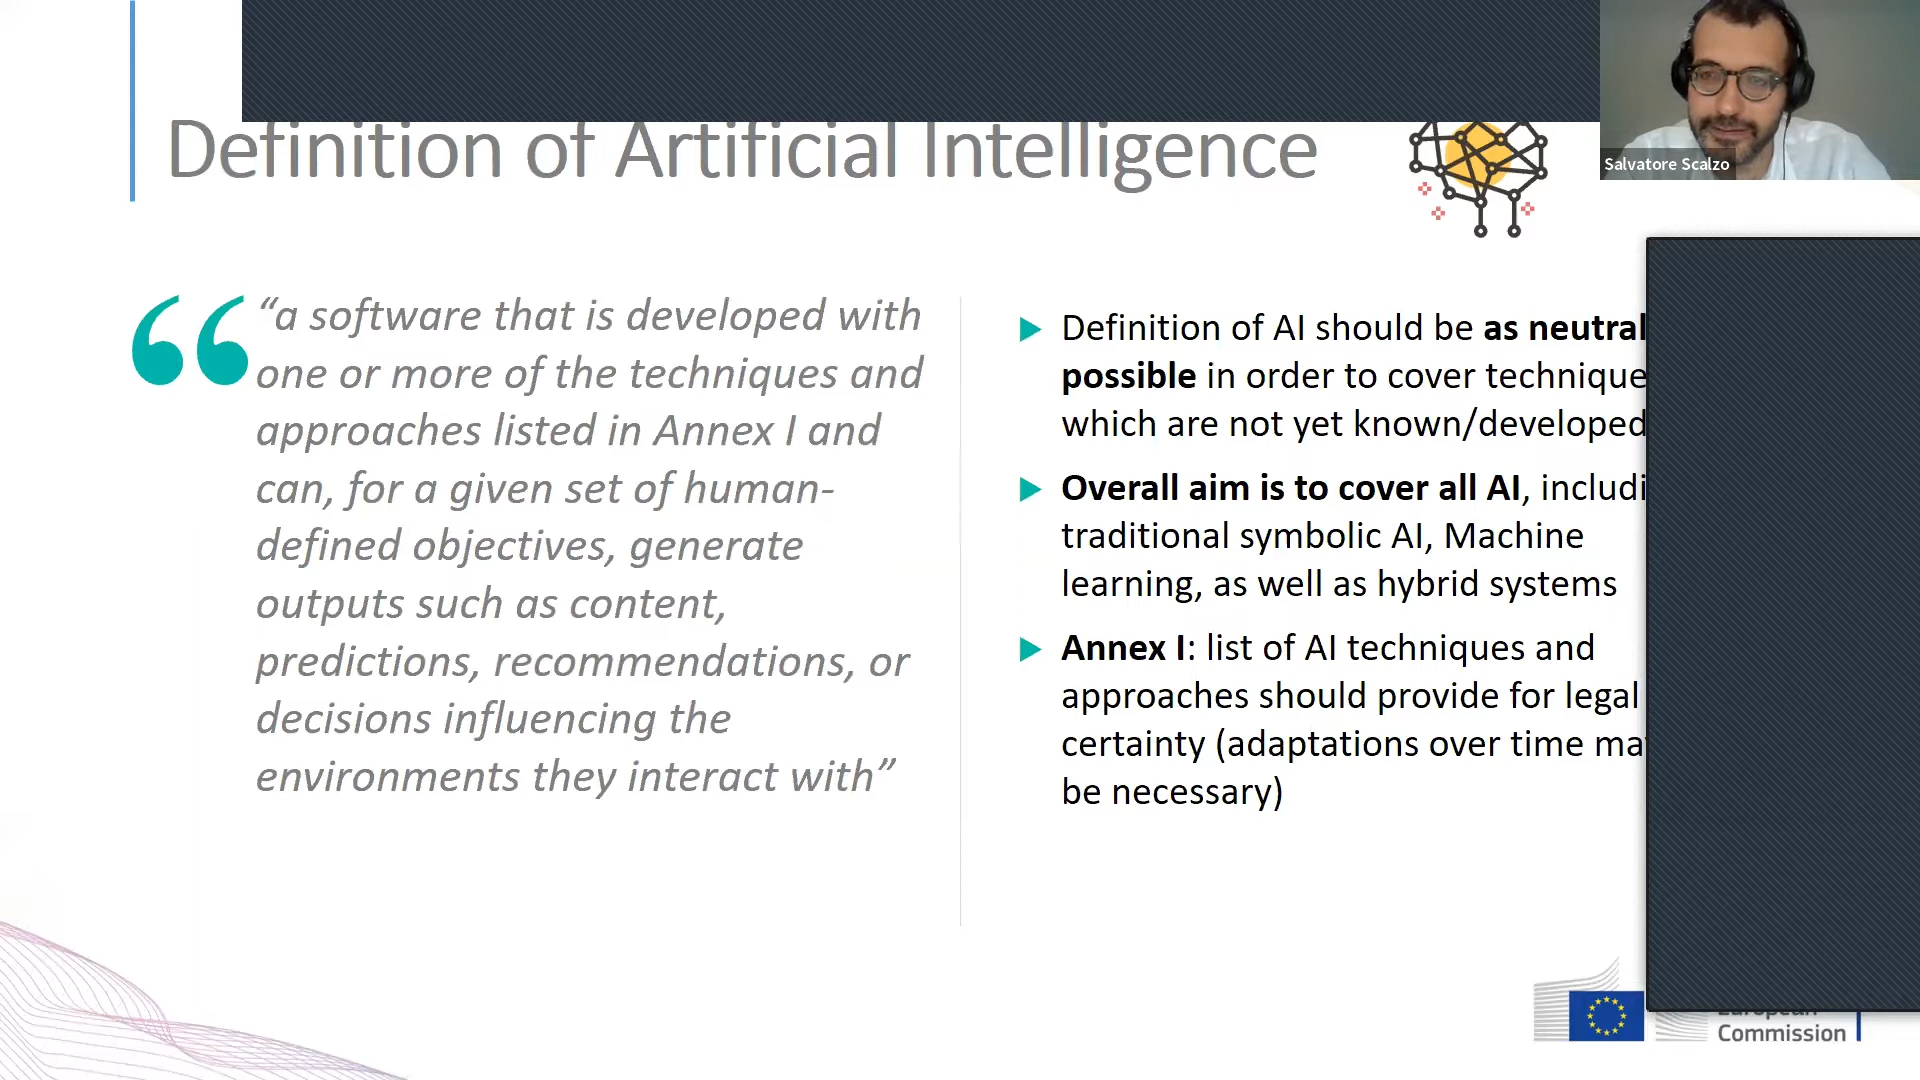 Definition of Artificial Intelligence
Salvatore Scalzo
“a software that is developed with
one or more of the techniques and
approaches listed in Annex I and
can, for a given set of human-
defined objectives, generate
outputs such as content,
predictions, recommendations, or
decisions influencing the
environments they interact with”
Definition of AI should be as neutral
possible in order to cover technique
which are not yet known/developed
Overall aim is to cover all AI, includi
traditional symbolic AI, Machine
learning, as well as hybrid systems
Annex I: list of AI techniques and
approaches should provide for legal
certainty (adaptations over time ma
be necessary)
European
Commission